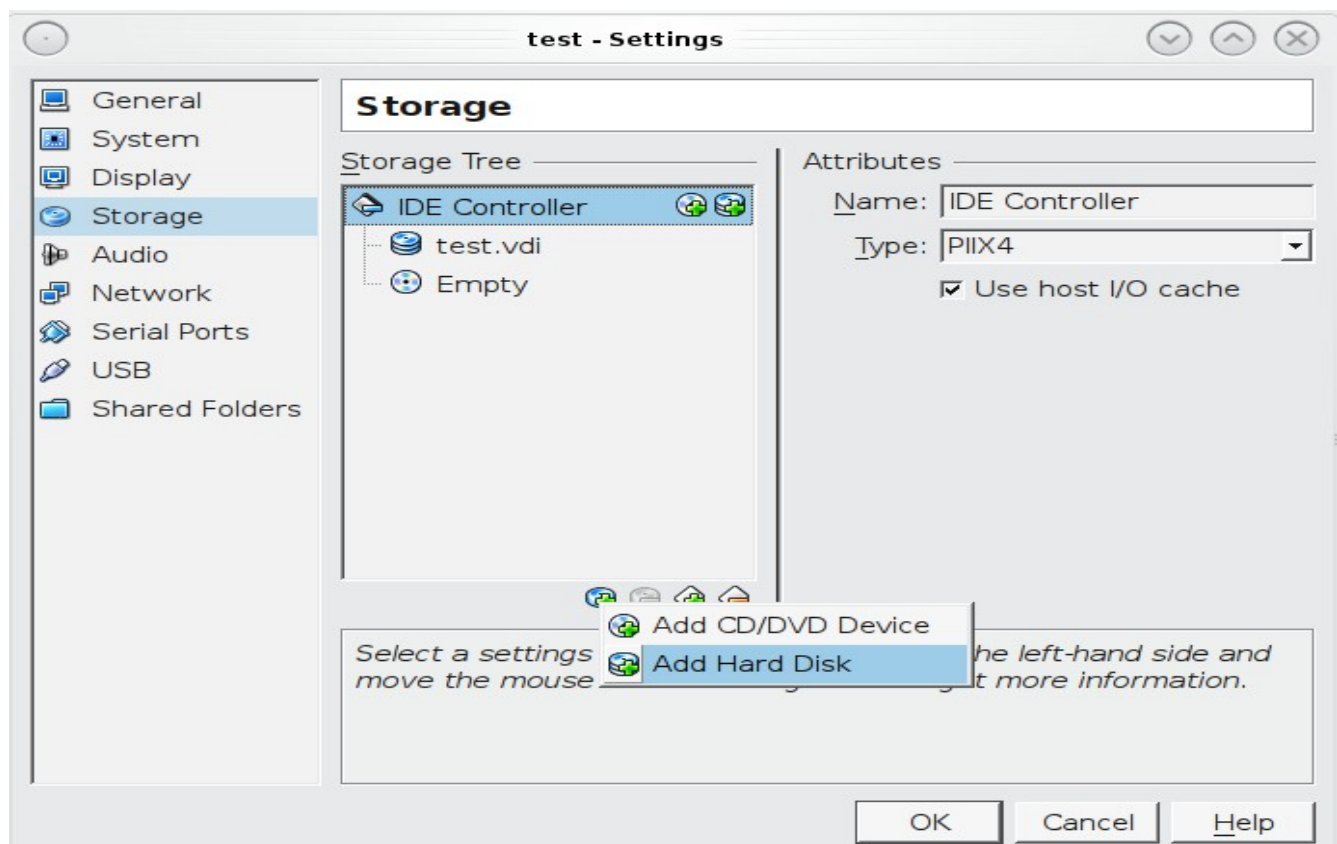 test - Settings
General
System
Display
Storage
Audio
Network
Serial Ports
USB
Shared Folders
Storage
Storage Tree
IDE Controller
test.vdi
Empty
Attributes
Name: IDE Controller
Type: PIIX4
Use host I/O cache
Add CD/DVD Device
Add Hard Disk
Select a settings he left-hand side and
move the mouse t more information.
OK Cancel Help